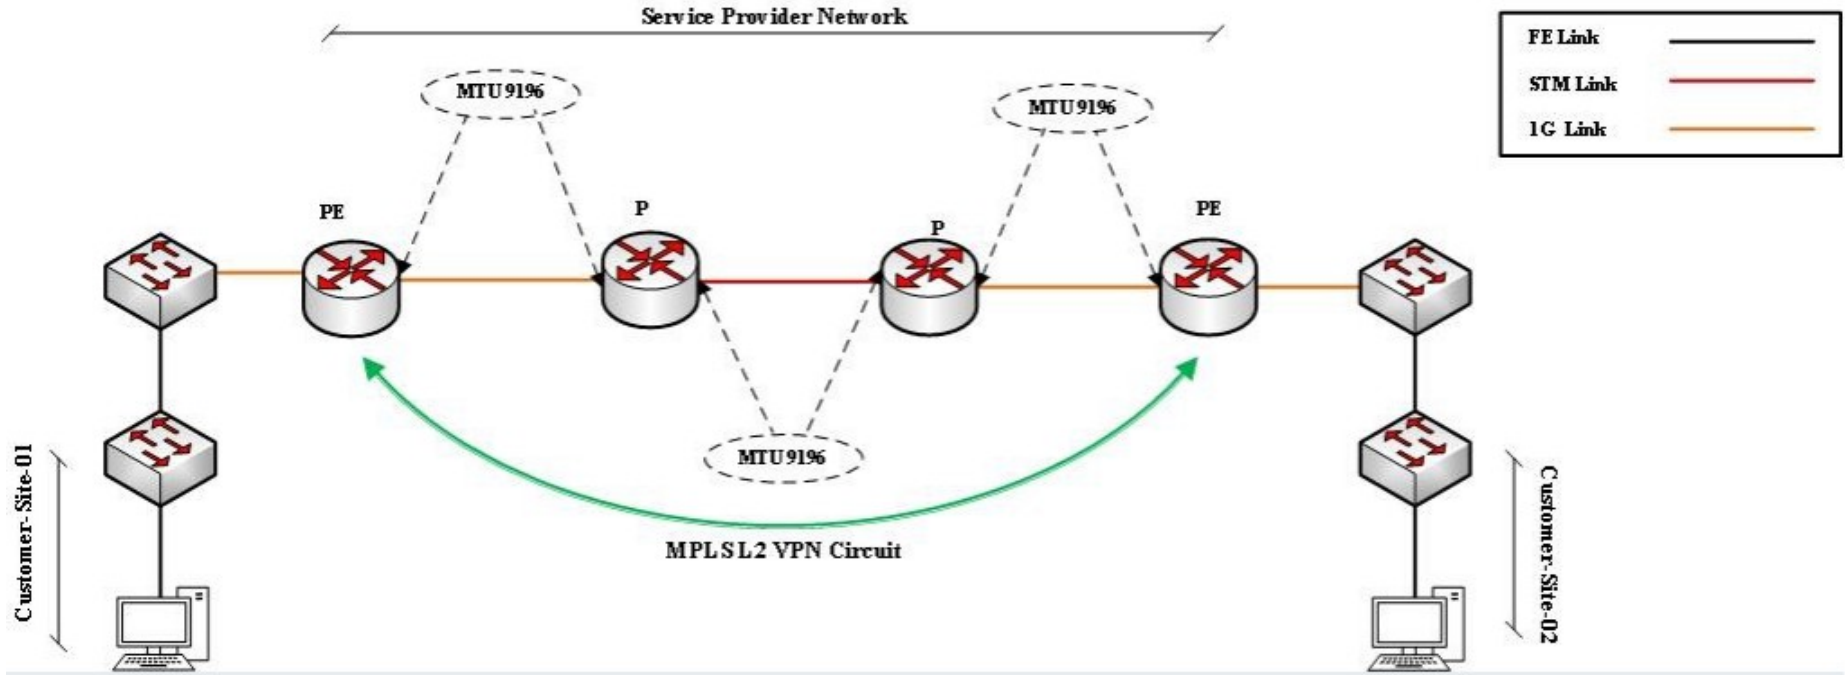 Service Provider Network
FE Link
STM Link
1G Link
MTU 9196
MTU 9196
PE
P
P
PE
MTU 9196
MPLS L2 VPN Circuit
Customer-Site-01
Customer-Site-02